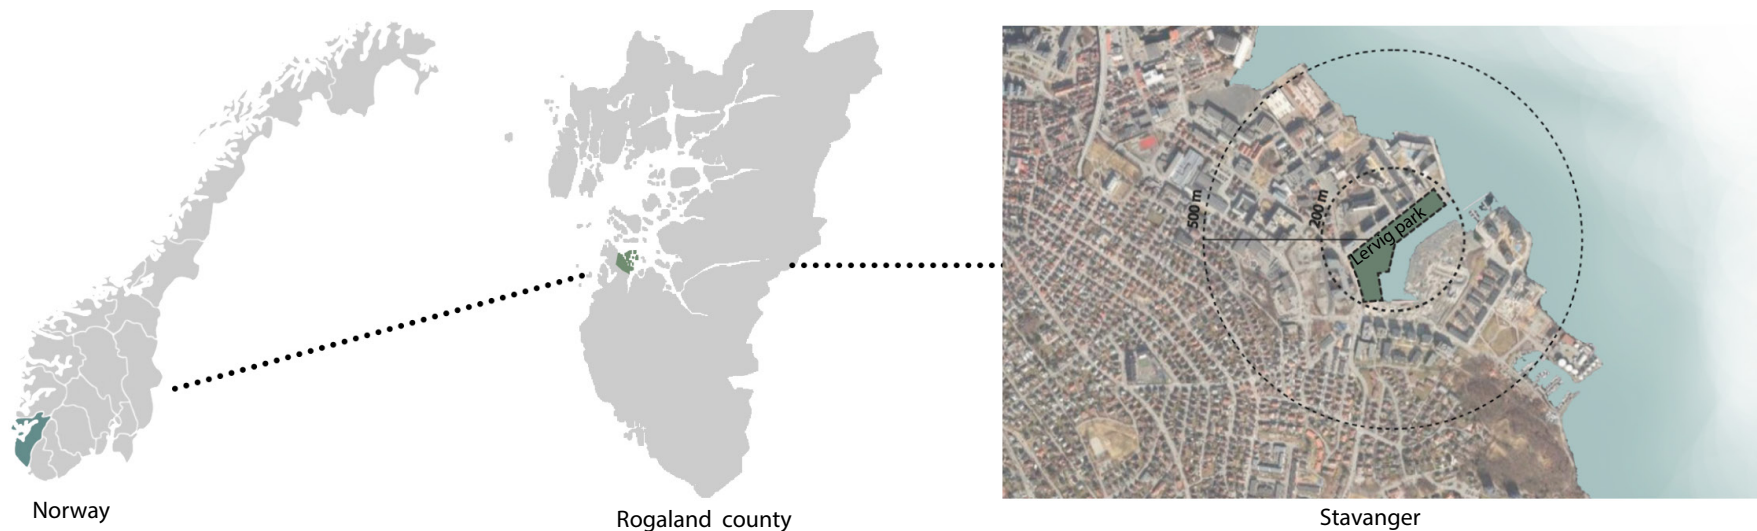 Norway
Rogaland county
500 m
200 m
Lervig park
Stavanger